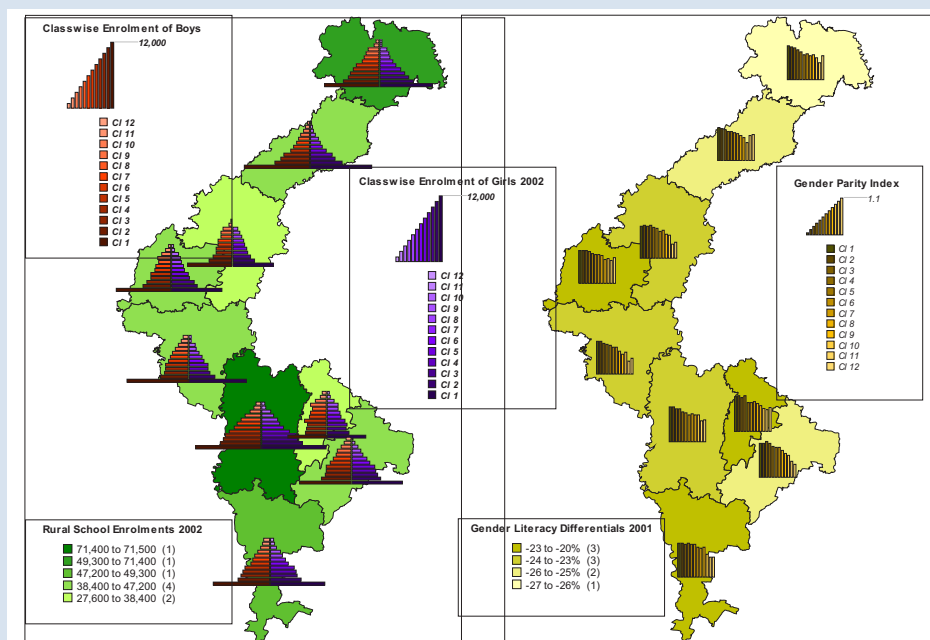 Classwise Enrolment of Boys
12,000
Cl 12
Cl 11
Cl 10
Cl 9
Cl 8
Cl 7
Cl 6
Cl 5
Cl 4
Cl 3
Cl 2
Cl 1
Classwise Enrolment of Girls 2002
12,000
Cl 12
Cl 11
Cl 10
Cl 9
Cl 8
Cl 7
Cl 6
Cl 5
Cl 4
Cl 3
Cl 2
Cl 1
Rural School Enrolments 2002
71,400 to 71,500 (1)
49,300 to 71,400 (1)
47,200 to 49,300 (1)
38,400 to 47,200 (4)
27,600 to 38,400 (2)
Gender Parity Index
1.1
Cl 1
Cl 2
Cl 3
Cl 4
Cl 5
Cl 6
Cl 7
Cl 8
Cl 9
Cl 10
Cl 11
Cl 12
Gender Literacy Differentials 2001
-23 to -20% (3)
-24 to -23% (3)
-26 to -25% (2)
-27 to -26% (1)